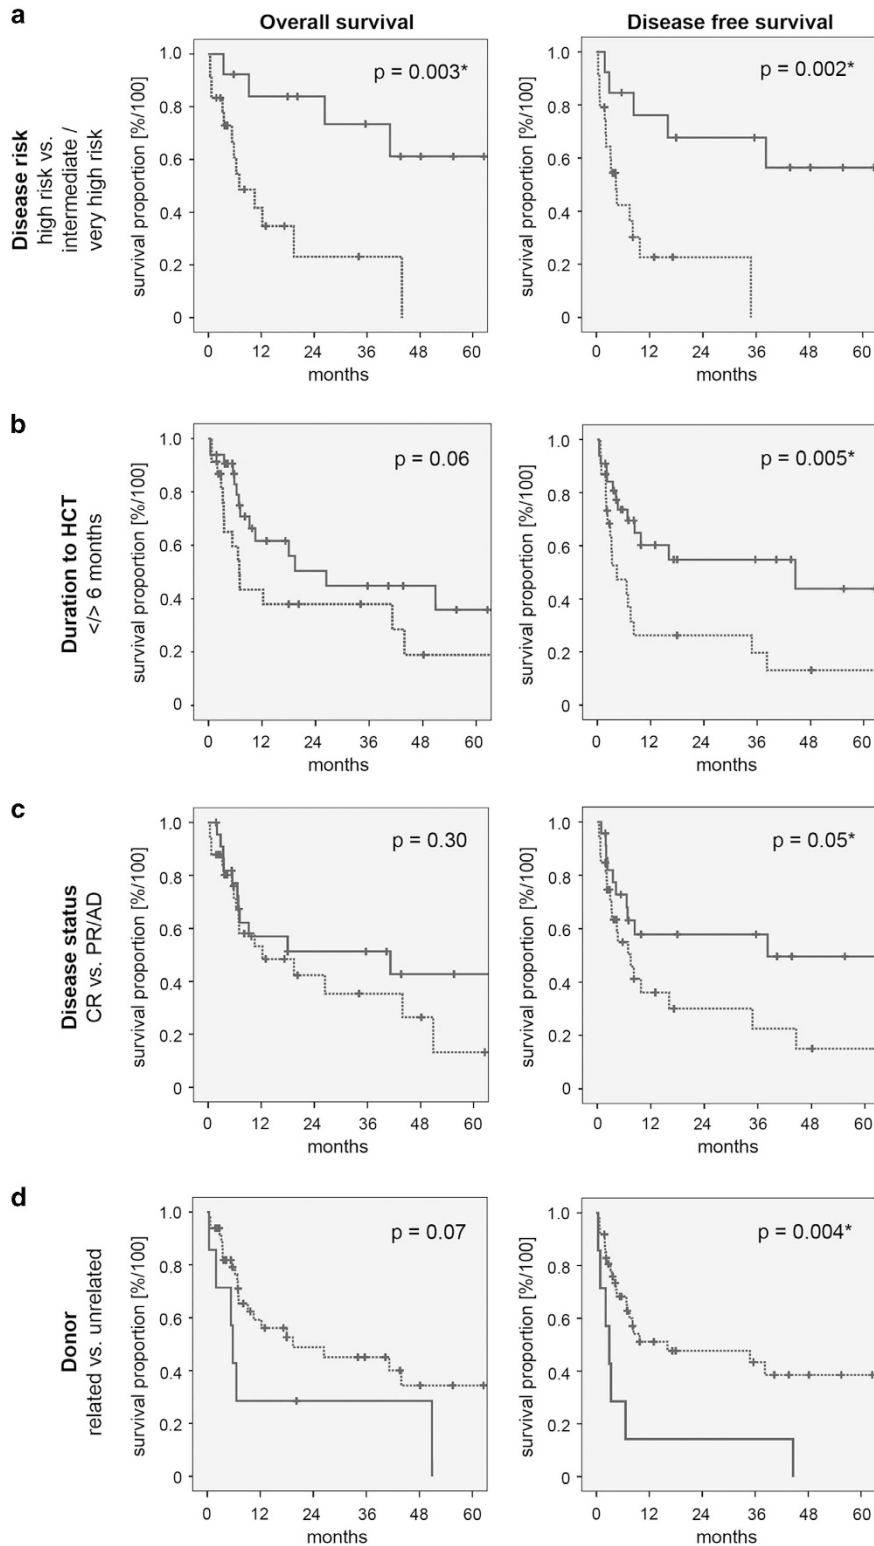 a
Overall survival
Disease free survival
Disease risk
high risk vs.
intermediate /
very high risk
survival proportion [%/100]
1.0
0.8
0.6
0.4
0.2
0
p = 0.003*
0 12 24 36 48 60
months
survival proportion [%/100]
1.0
0.8
0.6
0.4
0.2
0
p = 0.002*
0 12 24 36 48 60
months
b
Duration to HCT
</> 6 months
survival proportion [%/100]
1.0
0.8
0.6
0.4
0.2
0
p = 0.06
0 12 24 36 48 60
months
survival proportion [%/100]
1.0
0.8
0.6
0.4
0.2
0
p = 0.005*
0 12 24 36 48 60
months
c
Disease status
CR vs. PR/AD
survival proportion [%/100]
1.0
0.8
0.6
0.4
0.2
0
p = 0.30
0 12 24 36 48 60
months
survival proportion [%/100]
1.0
0.8
0.6
0.4
0.2
0
p = 0.05*
0 12 24 36 48 60
months
d
Donor
related vs. unrelated
survival proportion [%/100]
1.0
0.8
0.6
0.4
0.2
0
p = 0.07
0 12 24 36 48 60
months
survival proportion [%/100]
1.0
0.8
0.6
0.4
0.2
0
p = 0.004*
0 12 24 36 48 60
months